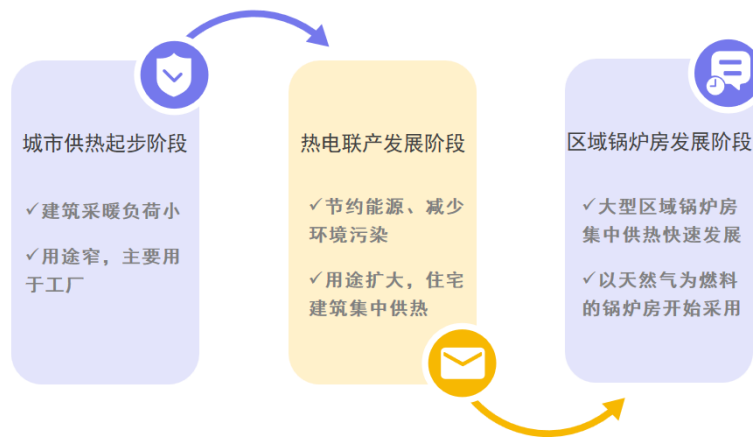 城市供热起步阶段
✓建筑采暖负荷小
✓用途窄，主要用
于工厂
热电联产发展阶段
✓节约能源、减少
环境污染
✓用途扩大，住宅
建筑集中供热
区域锅炉房发展阶段
✓大型区域锅炉房
集中供热快速发展
✓以天然气为燃料
的锅炉房开始采用